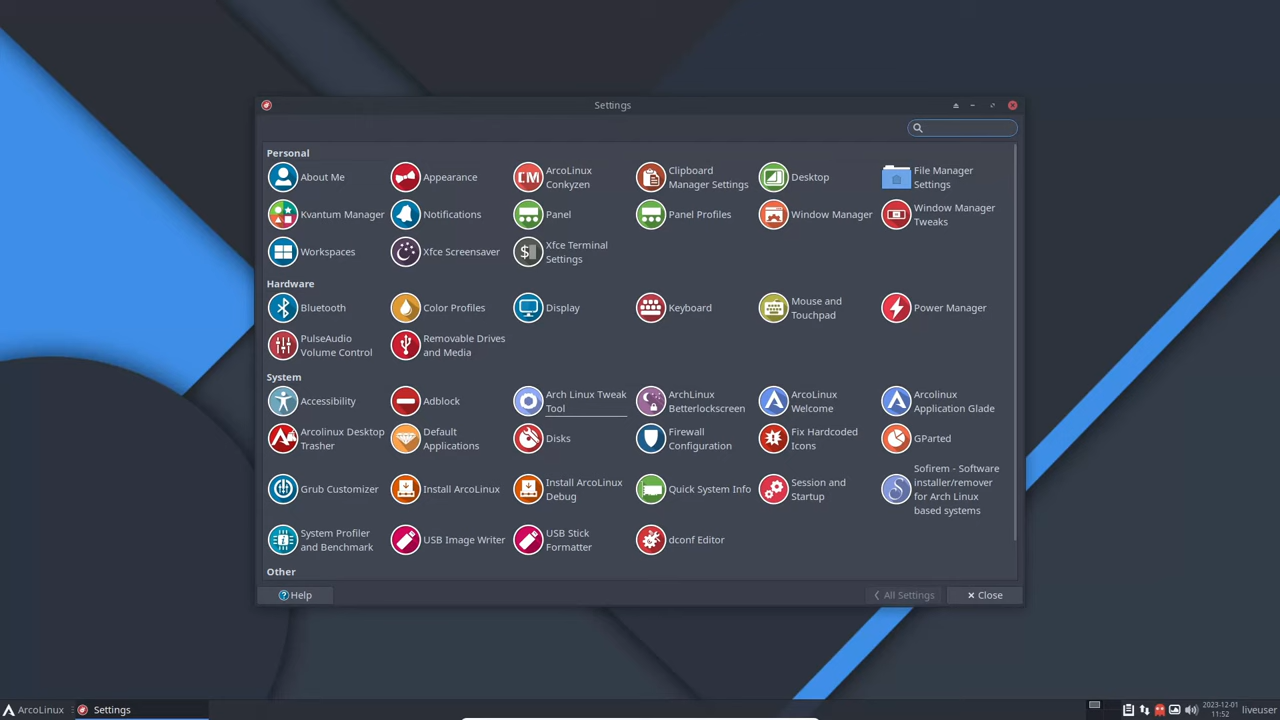 Settings
Personal
About Me
Appearance
ArcoLinux
Conkyzen
Clipboard
Manager Settings
Desktop
File Manager
Settings
Kvantum Manager
Notifications
Panel
Panel Profiles
Window Manager
Window Manager
Tweaks
Workspaces
Xfce Screensaver
Xfce Terminal
Settings
Hardware
Bluetooth
Color Profiles
Display
Keyboard
Mouse and
Touchpad
Power Manager
PulseAudio
Volume Control
Removable Drives
and Media
System
Accessibility
Adblock
Arch Linux Tweak
Tool
ArchLinux
Betterlockscreen
ArcoLinux
Welcome
Arcolinux
Application Glade
Arcolinux Desktop
Trasher
Default
Applications
Disks
Firewall
Configuration
Fix Hardcoded
Icons
GParted
Grub Customizer
Install ArcoLinux
Install ArcoLinux
Debug
Quick System Info
Session and
Startup
Sofirem - Software
installer/remover
for Arch Linux
based systems
System Profiler
and Benchmark
USB Image Writer
USB Stick
Formatter
dconf Editor
Other
Help
All Settings
Close
ArcoLinux
Settings
2023-12-01
11:52
liveuser